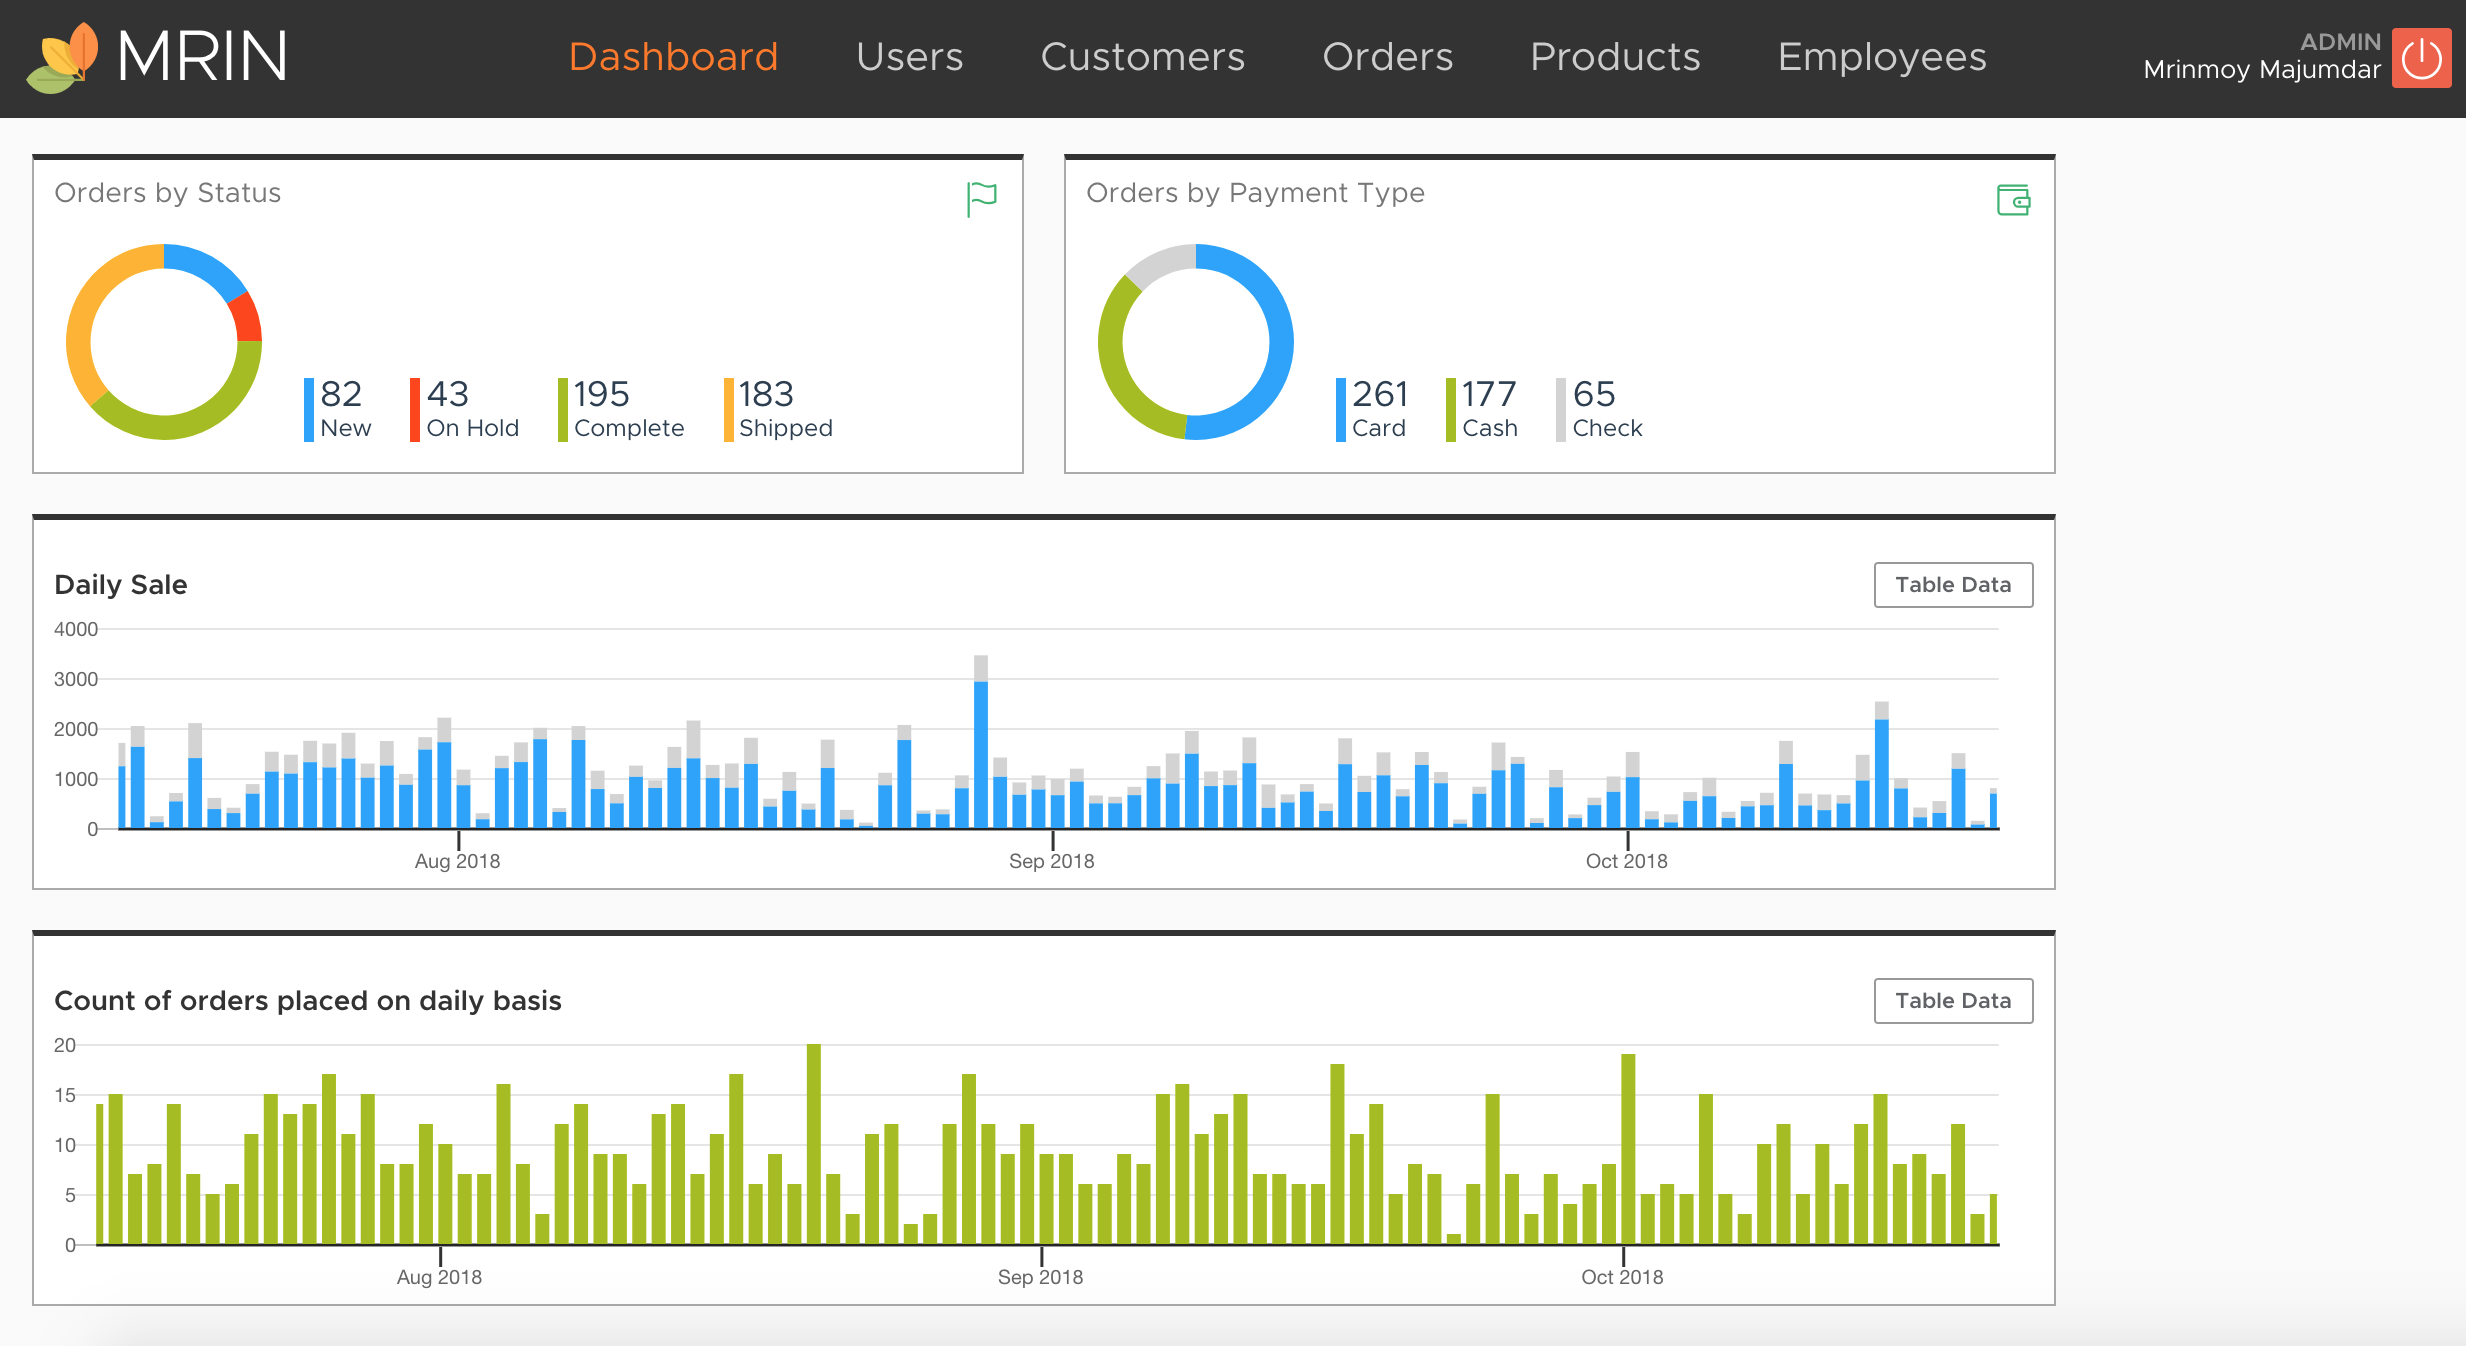 MRIN
Dashboard Users Customers Orders Products Employees
ADMIN
Mrinmoy Majumdar
Orders by Status
82 43 195 183
New On Hold Complete Shipped
Orders by Payment Type
261 177 65
Card Cash Check
Daily Sale
Table Data
4000
3000
2000
1000
0
Aug 2018 Sep 2018 Oct 2018
Count of orders placed on daily basis
Table Data
20
15
10
5
0
Aug 2018 Sep 2018 Oct 2018